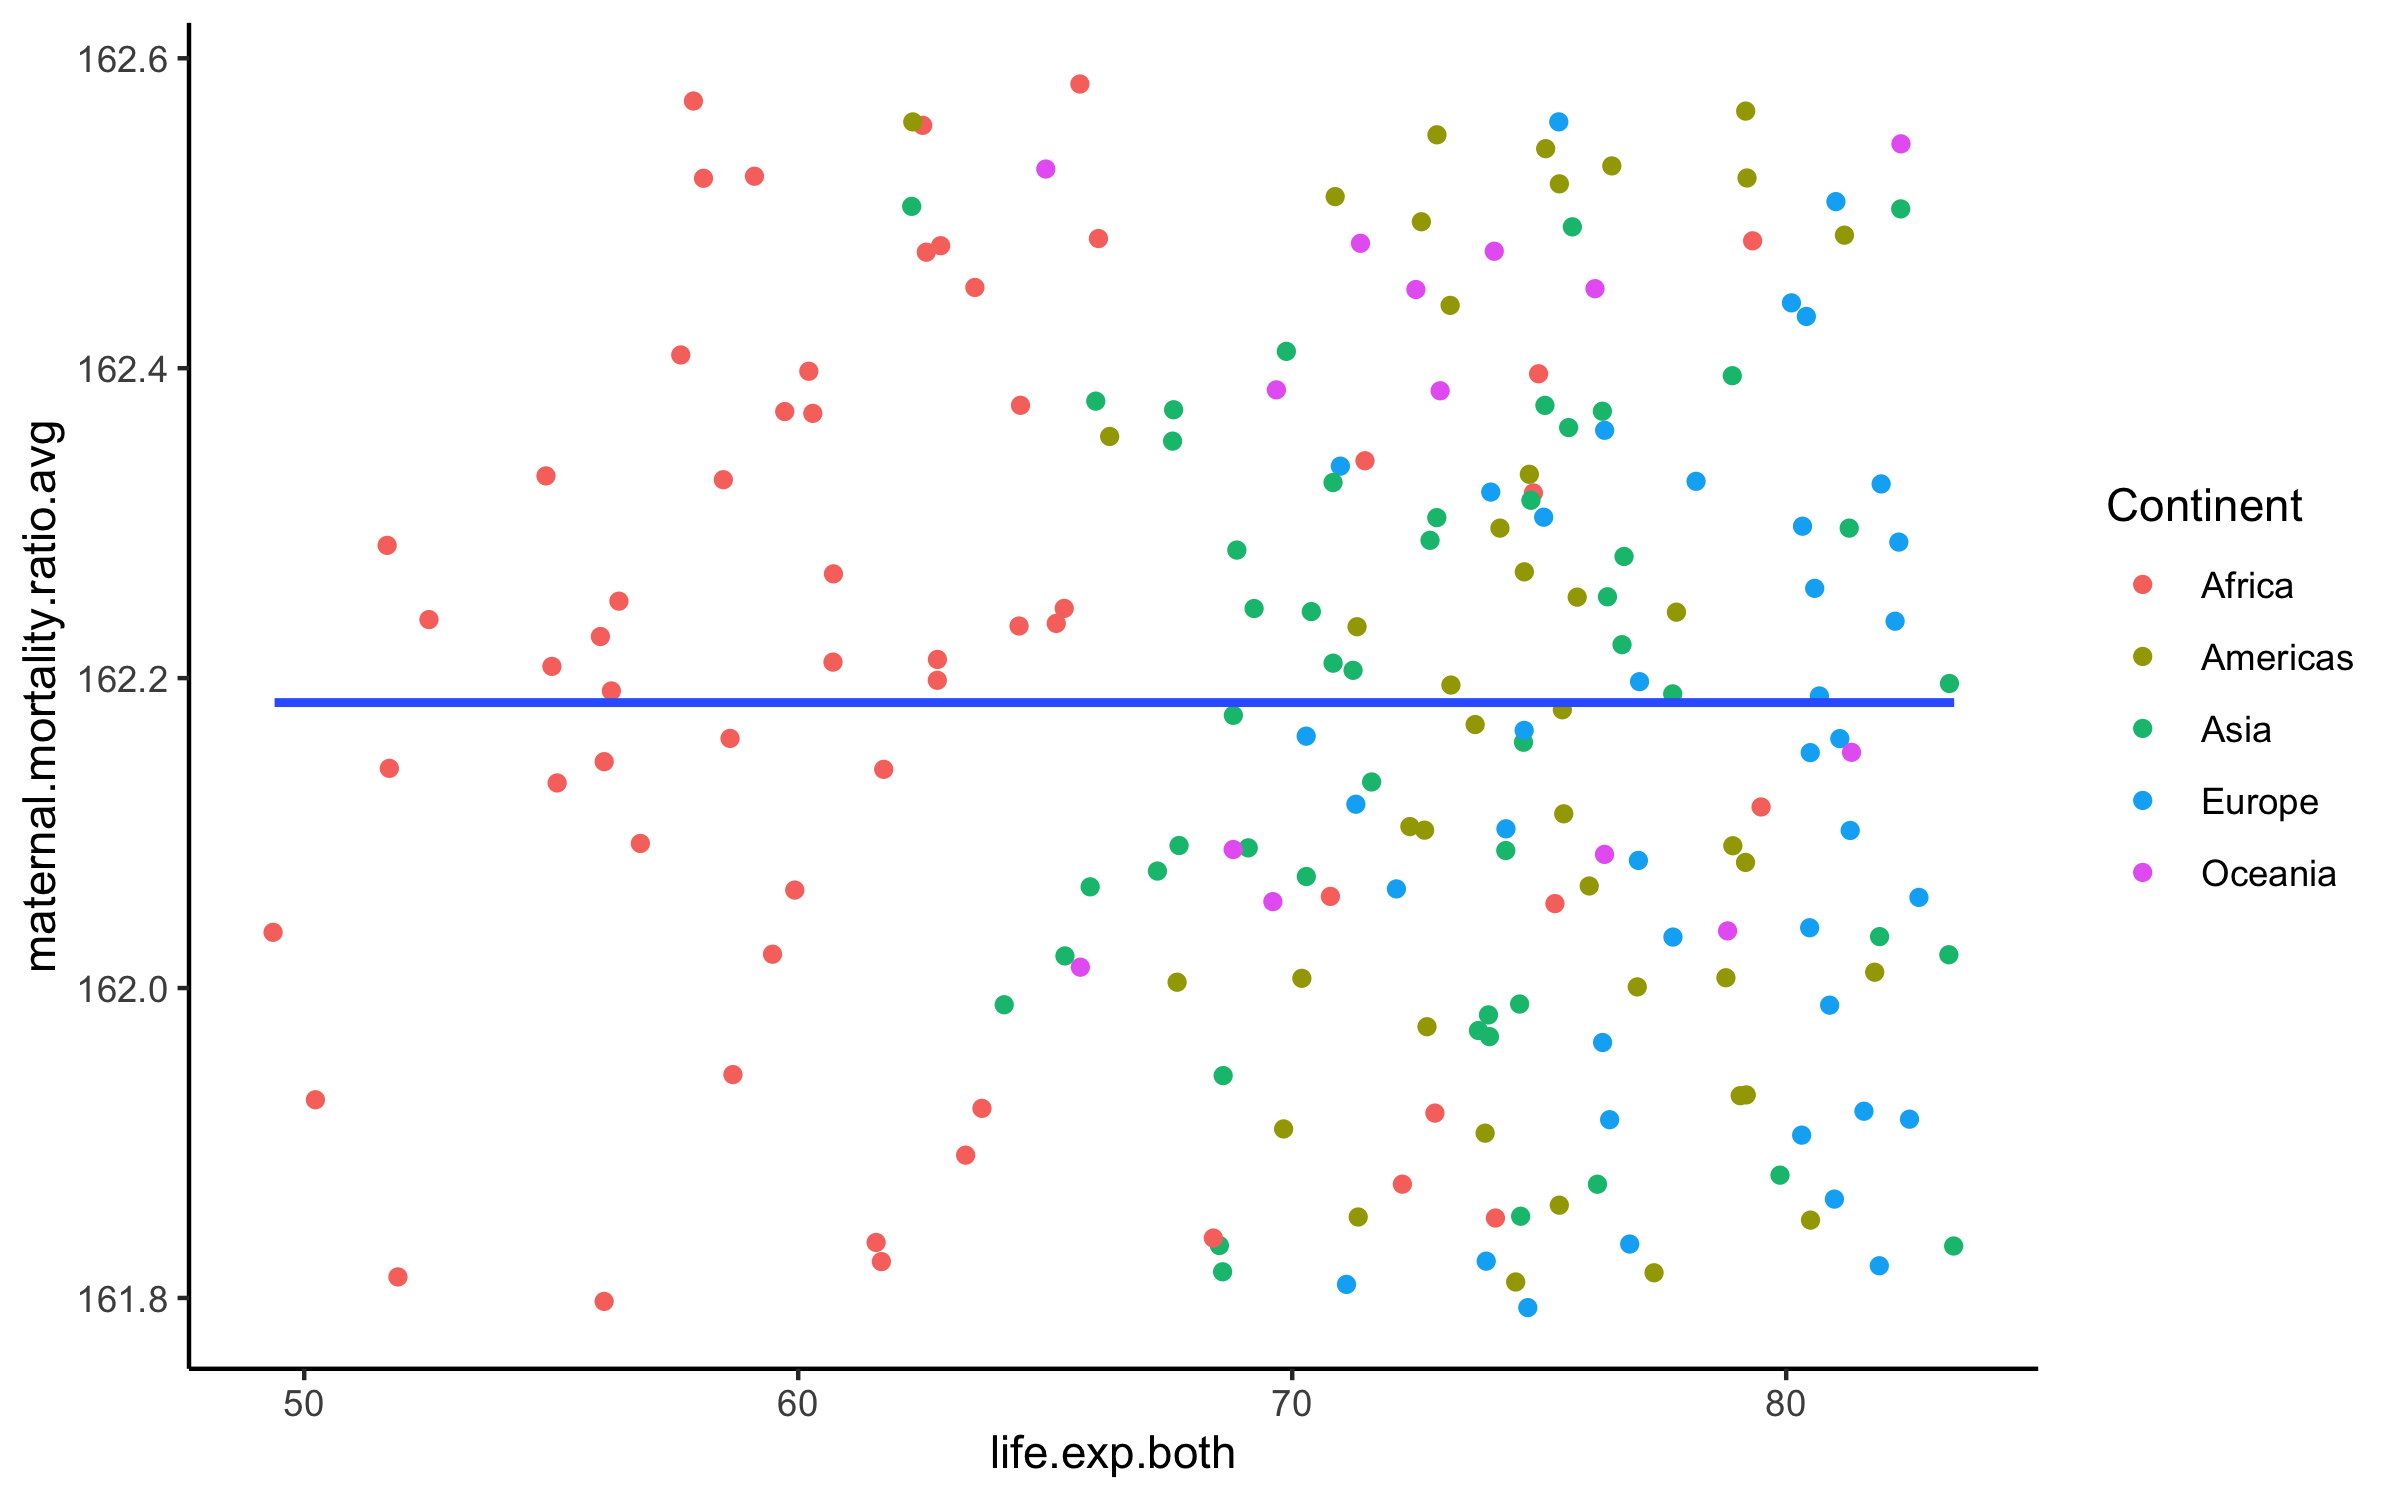 maternal.mortality.ratio.avg
162.6
162.4
162.2
162.0
161.8
50 60 70 80
life.exp.both
Continent
Africa
Americas
Asia
Europe
Oceania